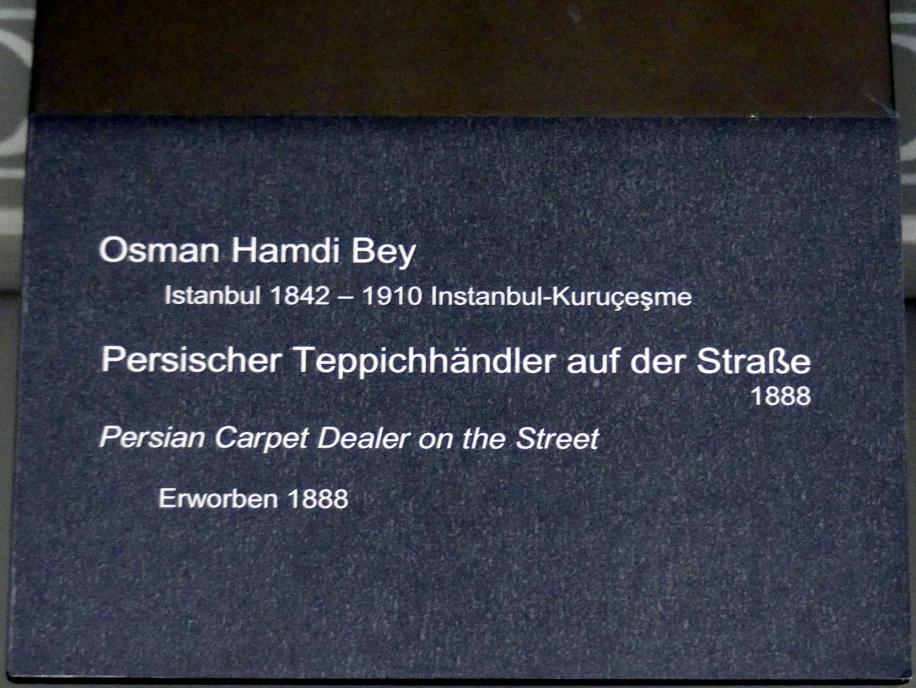 Osman Hamdi Bey
Istanbul 1842 – 1910 Instanbul-Kuruçeşme
Persischer Teppichhändler auf der Straße
1888
Persian Carpet Dealer on the Street
Erworben 1888